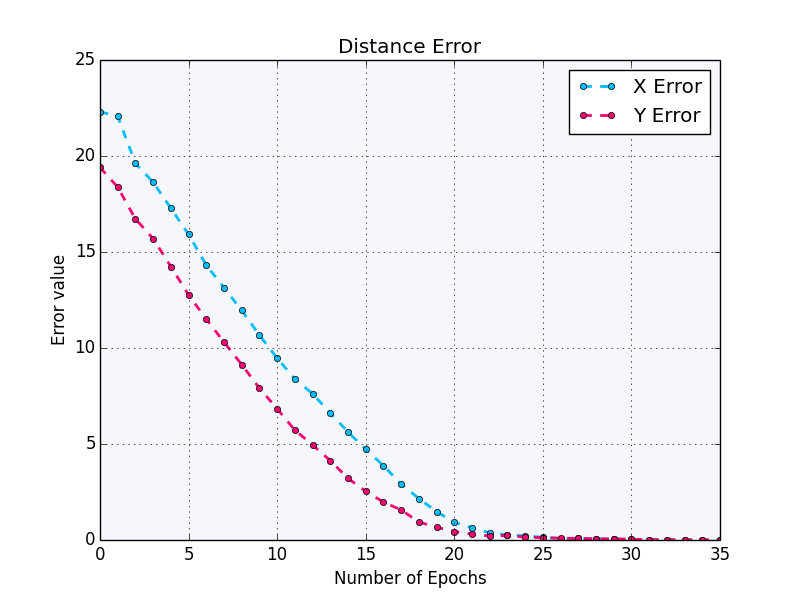 Distance Error
25
20
15
10
5
0
Error value
X Error
Y Error
0 5 10 15 20 25 30 35
Number of Epochs